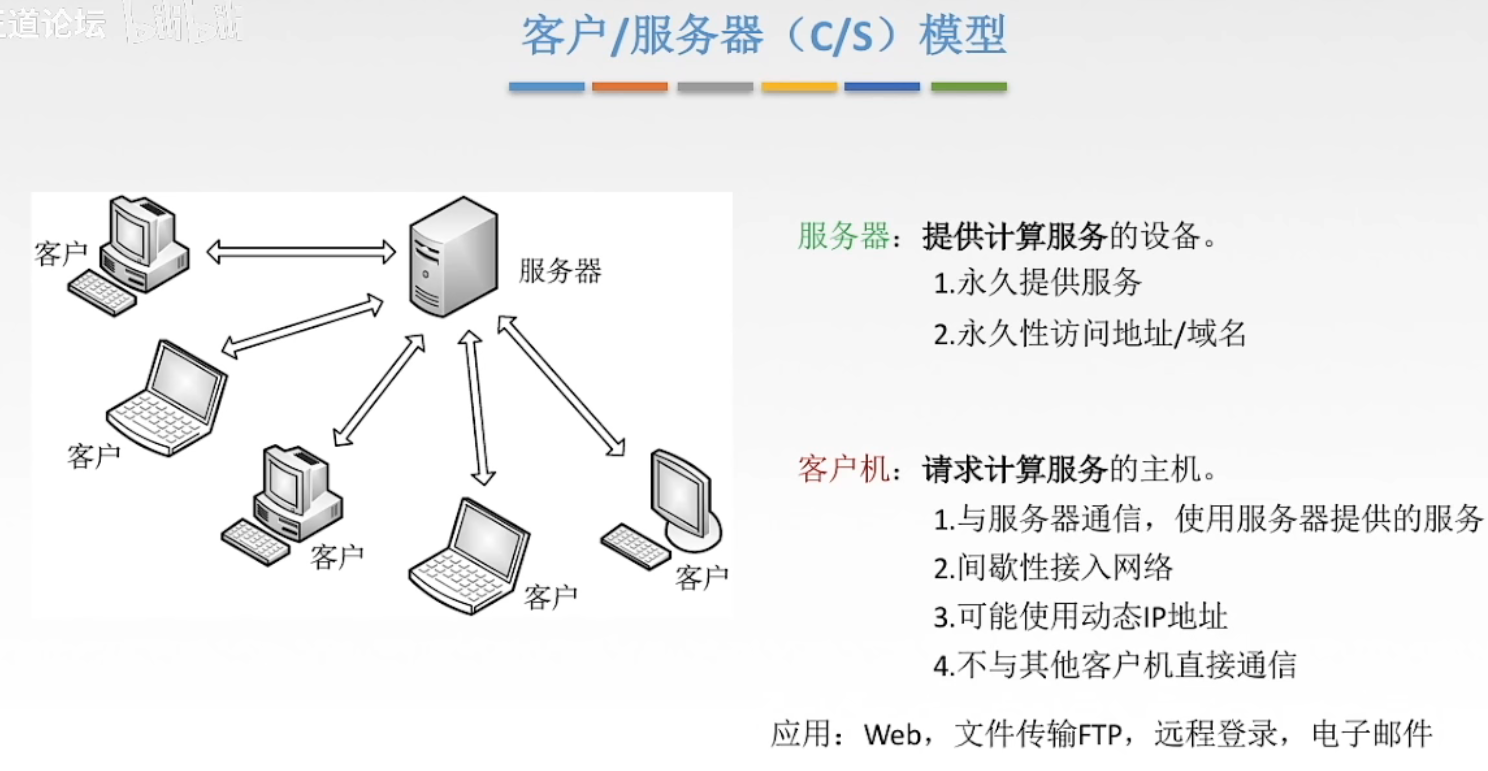 王道论坛 bilibili
客户/服务器（C/S）模型
客户
服务器
客户
客户
客户
客户
服务器：提供计算服务的设备。
1.永久提供服务
2.永久性访问地址/域名
客户机：请求计算服务的主机。
1.与服务器通信，使用服务器提供的服务
2.间歇性接入网络
3.可能使用动态IP地址
4.不与其他客户机直接通信
应用：Web，文件传输FTP，远程登录，电子邮件